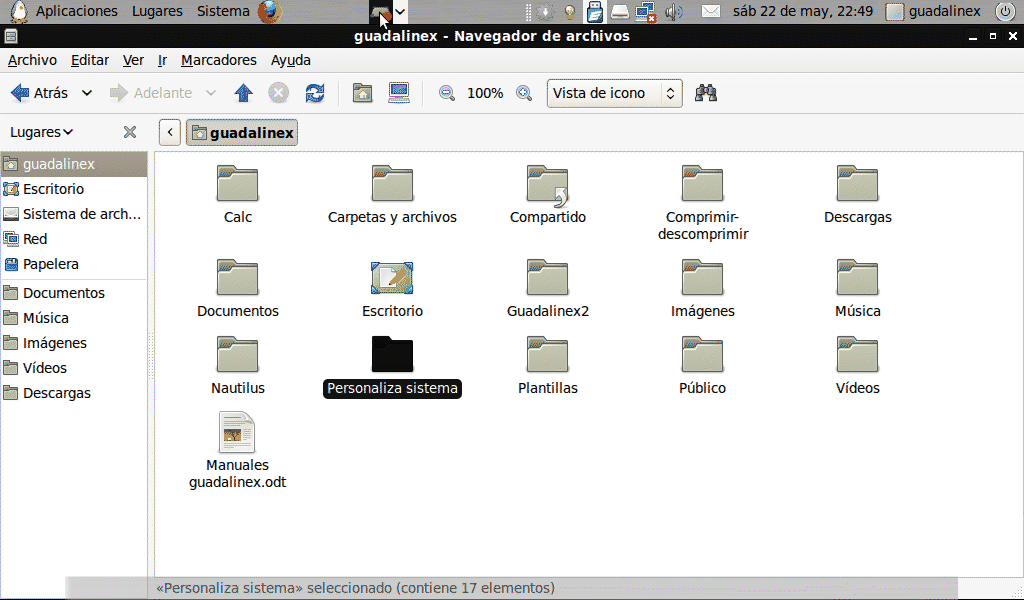 Aplicaciones Lugares Sistema sáb 22 de may, 22:49 guadalinex
guadalinex - Navegador de archivos
Archivo Editar Ver Ir Marcadores Ayuda
Atrás Adelante 100% Vista de icono
Lugares guadalinex
guadalinex
Escritorio
Sistema de arch...
Red
Papelera
Documentos
Música
Imágenes
Vídeos
Descargas
Calc Carpetas y archivos Compartido Comprimir-
descomprimir Descargas
Documentos Escritorio Guadalinex2 Imágenes Música
Nautilus Personaliza sistema Plantillas Público Vídeos
Manuales
guadalinex.odt
«Personaliza sistema» seleccionado (contiene 17 elementos)